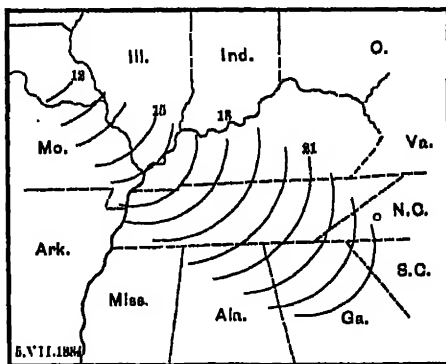 Ill.
Ind.
O.
12
15
18
Mo.
21
Va.
N.C.
Ark.
S.C.
Miss.
Ala.
Ga.
5.VII.1884